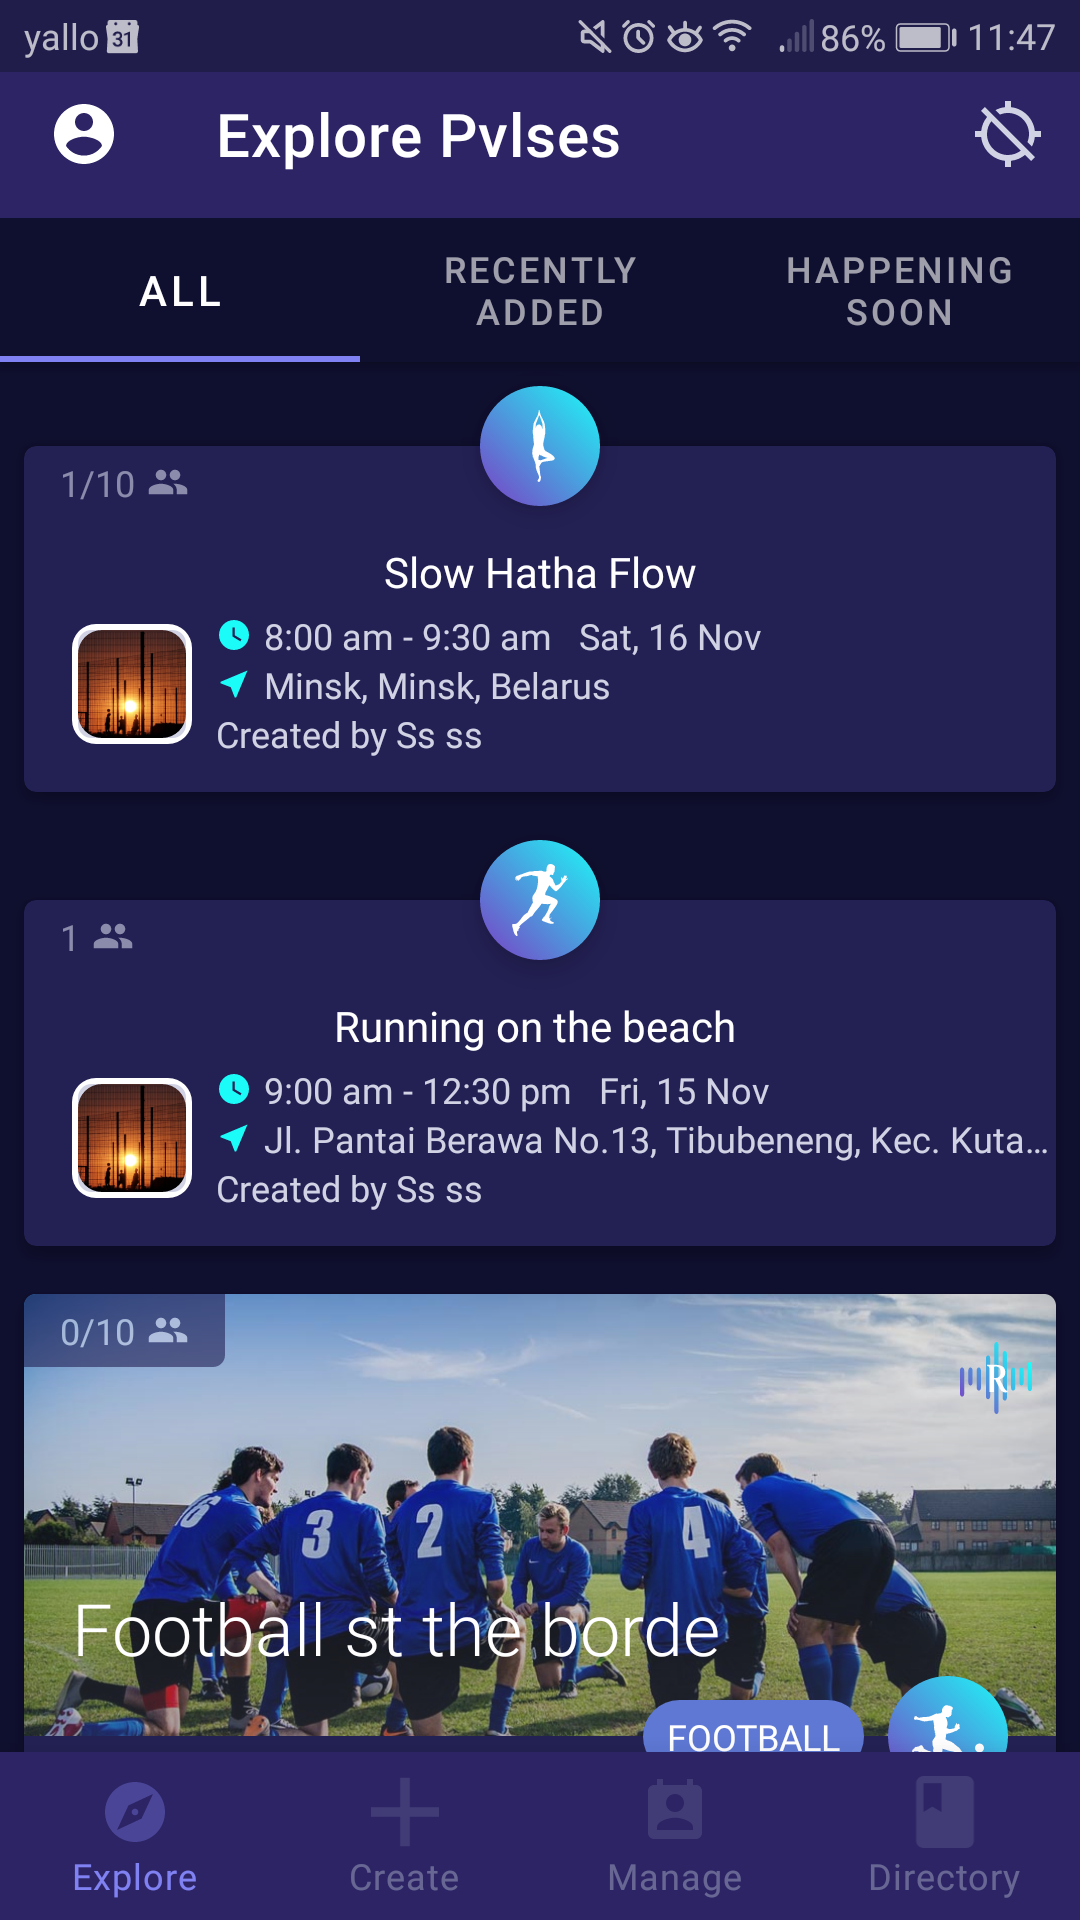 yallo 31 86% 11:47
Explore Pvlses
ALL
RECENTLY
ADDED
HAPPENING
SOON
1/10
Slow Hatha Flow
8:00 am - 9:30 am Sat, 16 Nov
Minsk, Minsk, Belarus
Created by Ss ss
1
Running on the beach
9:00 am - 12:30 pm Fri, 15 Nov
Jl. Pantai Berawa No.13, Tibubeneng, Kec. Kuta...
Created by Ss ss
0/10
R
16 3 2 4
Football st the borde
FOOTBALL
Explore Create Manage Directory